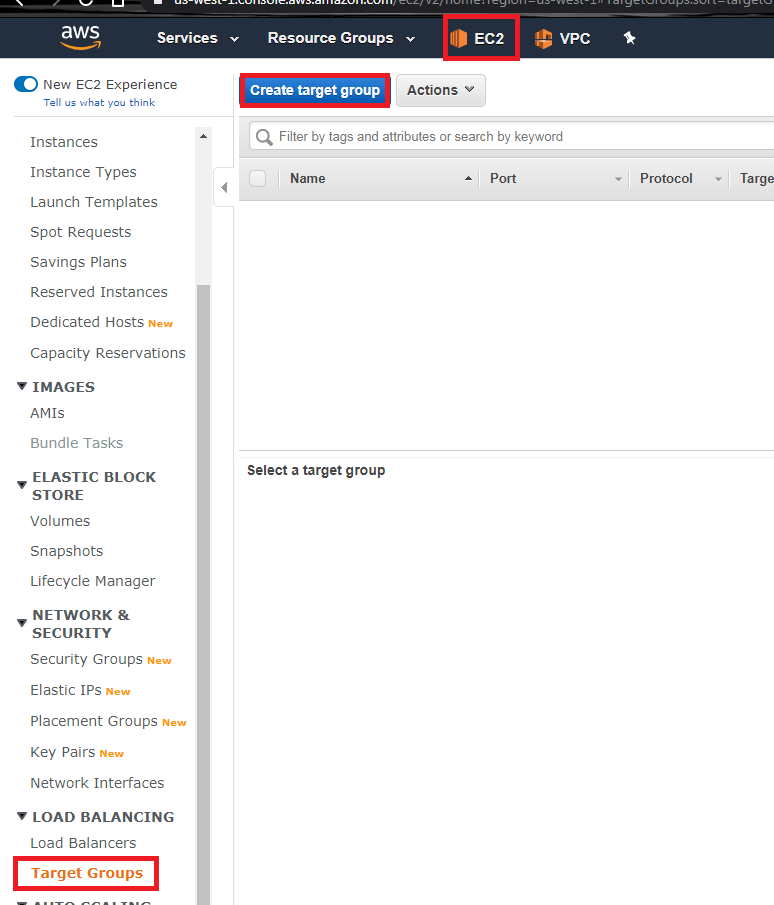 us-west-1.console.aws.amazon.com/ec2/v2/home?region=us-west-1#TargetGroups:sort=targetG
aws Services Resource Groups EC2 VPC
New EC2 Experience
Tell us what you think
Create target group Actions
Filter by tags and attributes or search by keyword
Name Port Protocol Targe
Select a target group
Instances
Instance Types
Launch Templates
Spot Requests
Savings Plans
Reserved Instances
Dedicated Hosts New
Capacity Reservations
IMAGES
AMIs
Bundle Tasks
ELASTIC BLOCK
STORE
Volumes
Snapshots
Lifecycle Manager
NETWORK &
SECURITY
Security Groups New
Elastic IPs New
Placement Groups New
Key Pairs New
Network Interfaces
LOAD BALANCING
Load Balancers
Target Groups
AUTO SCALING